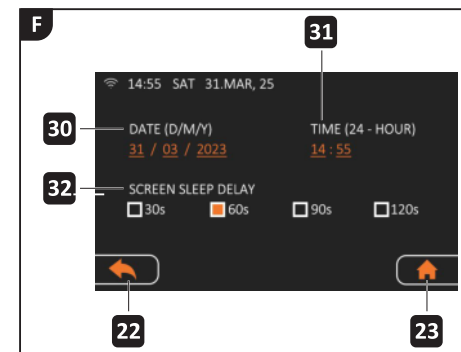 F
31
14:55 SAT 31.MAR, 25
30 DATE (D/M/Y) TIME (24 - HOUR)
31 / 03 / 2023 14 : 55
32 SCREEN SLEEP DELAY
30s 60s 90s 120s
22 23